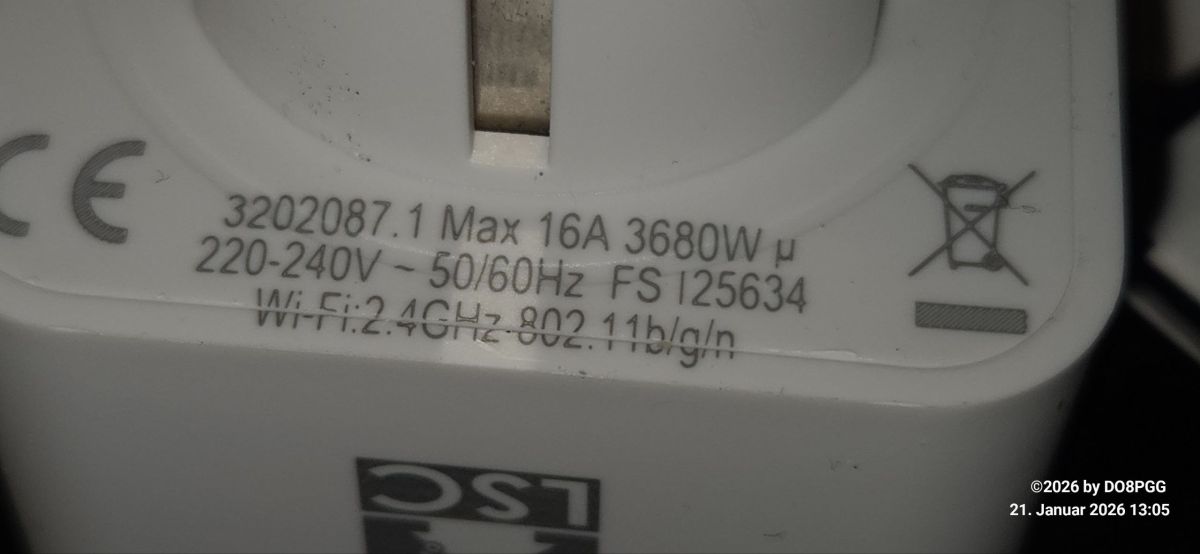 CE
3202087.1 Max 16A 3680W µ
220-240V ~ 50/60Hz FS I25634
Wi-Fi:2.4GHz 802.11b/g/n
LSC
©2026 by DO8PGG
21. Januar 2026 13:05